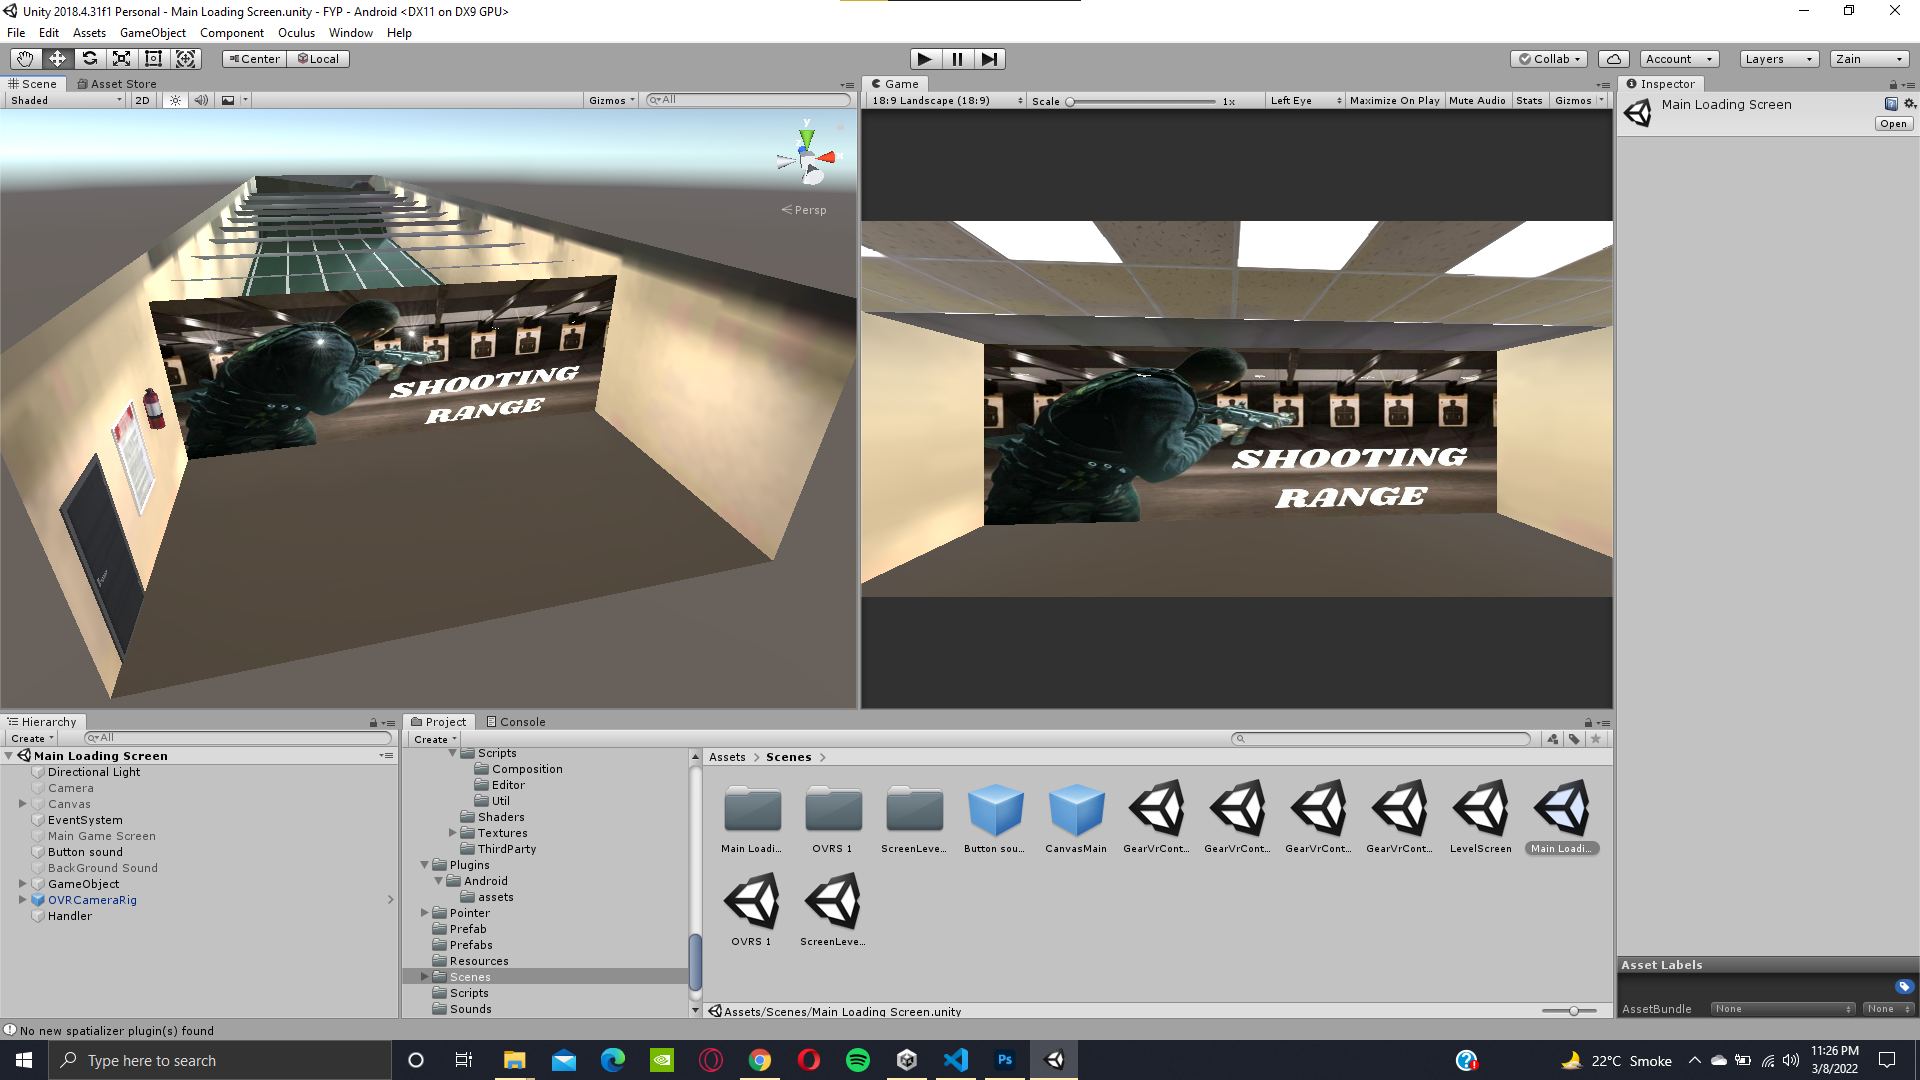 Unity 2018.4.31f1 Personal - Main Loading Screen.unity - FYP - Android <DX11 on DX9 GPU>
File Edit Assets GameObject Component Oculus Window Help
Center Local
Collab Account Layers Zain
Scene Asset Store
Game
Inspector
Shaded 2D Gizmos All
18:9 Landscape (18:9) Scale 1x Left Eye Maximize On Play Mute Audio Stats Gizmos
Main Loading Screen
Open
y
x
Persp
SHOOTING
RANGE
SHOOTING
RANGE
Hierarchy
Create All
Main Loading Screen
Directional Light
Camera
Canvas
EventSystem
Main Game Screen
Button sound
BackGround Sound
GameObject
OVRCameraRig
Handler
Project Console
Create
Scripts
Composition
Editor
Util
Shaders
Textures
ThirdParty
Plugins
Android
assets
Pointer
Prefab
Prefabs
Resources
Scenes
Scripts
Sounds
Assets Scenes
Main Loadi... OVRS 1 ScreenLeve... Button sou... CanvasMain GearVrCont... GearVrCont... GearVrCont... GearVrCont... LevelScreen Main Loadi...
OVRS 1 ScreenLeve...
Assets/Scenes/Main Loading Screen.unity
Asset Labels
AssetBundle None None
No new spatializer plugin(s) found
Type here to search
Ps
22°C Smoke
11:26 PM
3/8/2022